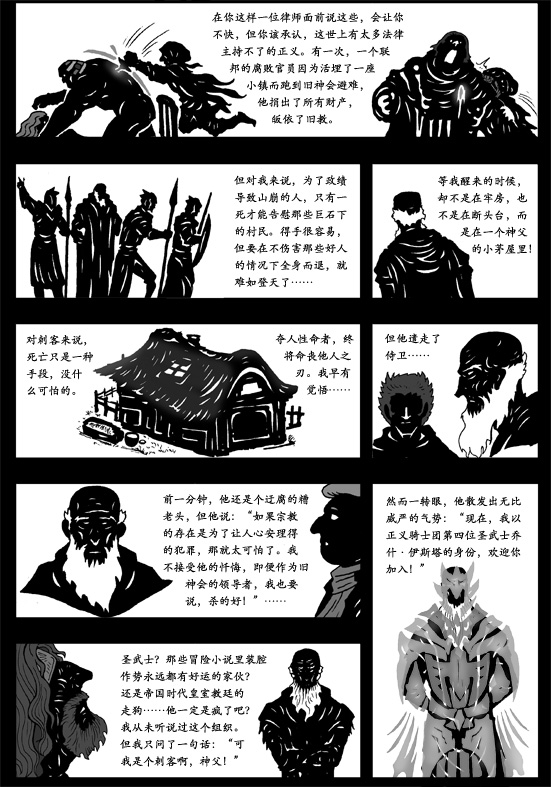 在你这样一位律师面前说这些，会让你
不快，但你该承认，这世上有太多法律
主持不了的正义。有一次，一个联
邦的腐败官员因为活埋了一座
小镇而跑到旧神会避难，
他捐出了所有财产，
皈依了旧教。
但对我来说，为了政绩
导致山崩的人，只有一
死才能告慰那些巨石下
的村民。得手很容易，
但要在不伤害那些好人
的情况下全身而退，就
难如登天了……
等我醒来的时候，
却不是在牢房，也
不是在断头台，而
是在一个神父
的小茅屋里！
对刺客来说，
死亡只是一种
手段，没什
么可怕的。
夺人性命者，终
将命丧他人之
刃。我早有
觉悟……
但他遣走了
侍卫……
前一分钟，他还是个迂腐的糟
老头，但他说：“如果宗教
的存在是为了让人心安理得
的犯罪，那就太可怕了。我
不接受他的忏悔，即便作为旧
神会的领导者，我也要
说，杀的好！”……
然而一转眼，他散发出无比
威严的气势：“现在，我以
正义骑士团第四位圣武士乔
什·伊斯塔的身份，欢迎你
加入！”
圣武士？那些冒险小说里装腔
作势永远都有好运的家伙？
还是帝国时代皇室教廷的
走狗……他一定是疯了吧？
我从未听说过这个组织。
但我只问了一句话：“可
我是个刺客啊，神父！”